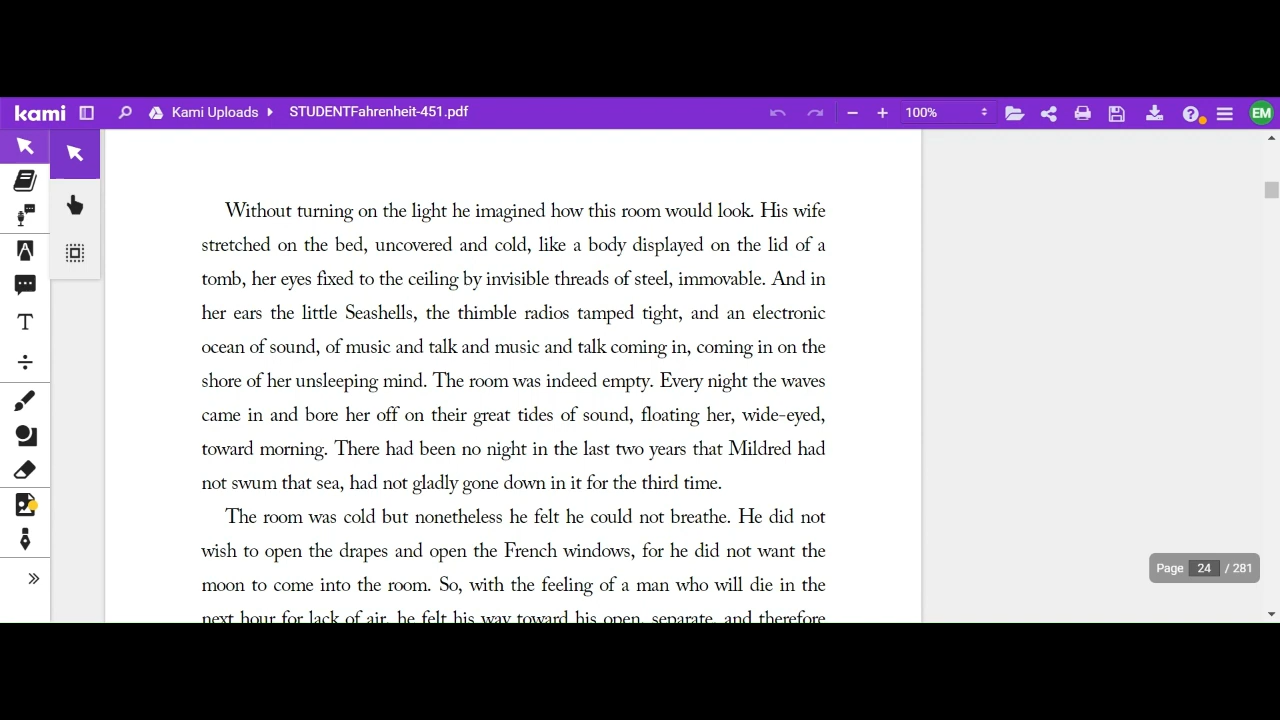 kami Kami Uploads STUDENTFahrenheit-451.pdf 100% EM
Without turning on the light he imagined how this room would look. His wife
stretched on the bed, uncovered and cold, like a body displayed on the lid of a
tomb, her eyes fixed to the ceiling by invisible threads of steel, immovable. And in
her ears the little Seashells, the thimble radios tamped tight, and an electronic
ocean of sound, of music and talk and music and talk coming in, coming in on the
shore of her unsleeping mind. The room was indeed empty. Every night the waves
came in and bore her off on their great tides of sound, floating her, wide-eyed,
toward morning. There had been no night in the last two years that Mildred had
not swum that sea, had not gladly gone down in it for the third time.
The room was cold but nonetheless he felt he could not breathe. He did not
wish to open the drapes and open the French windows, for he did not want the
moon to come into the room. So, with the feeling of a man who will die in the
next hour for lack of air, he felt his way toward his open, separate, and therefore
Page 24 / 281